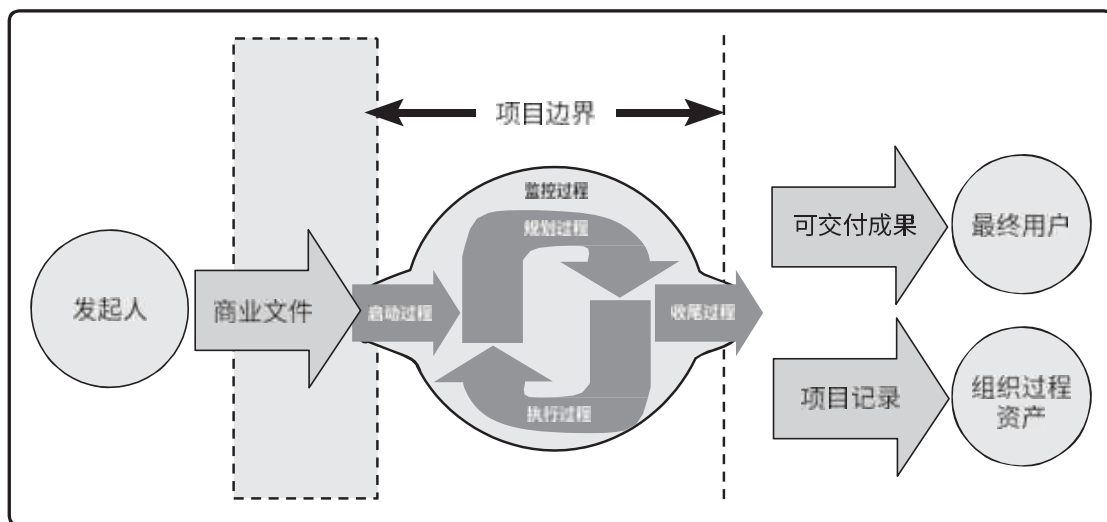 项目边界
监控过程
规划过程
发起人
商业文件
启动过程
收尾过程
执行过程
可交付成果
最终用户
项目记录
组织过程
资产